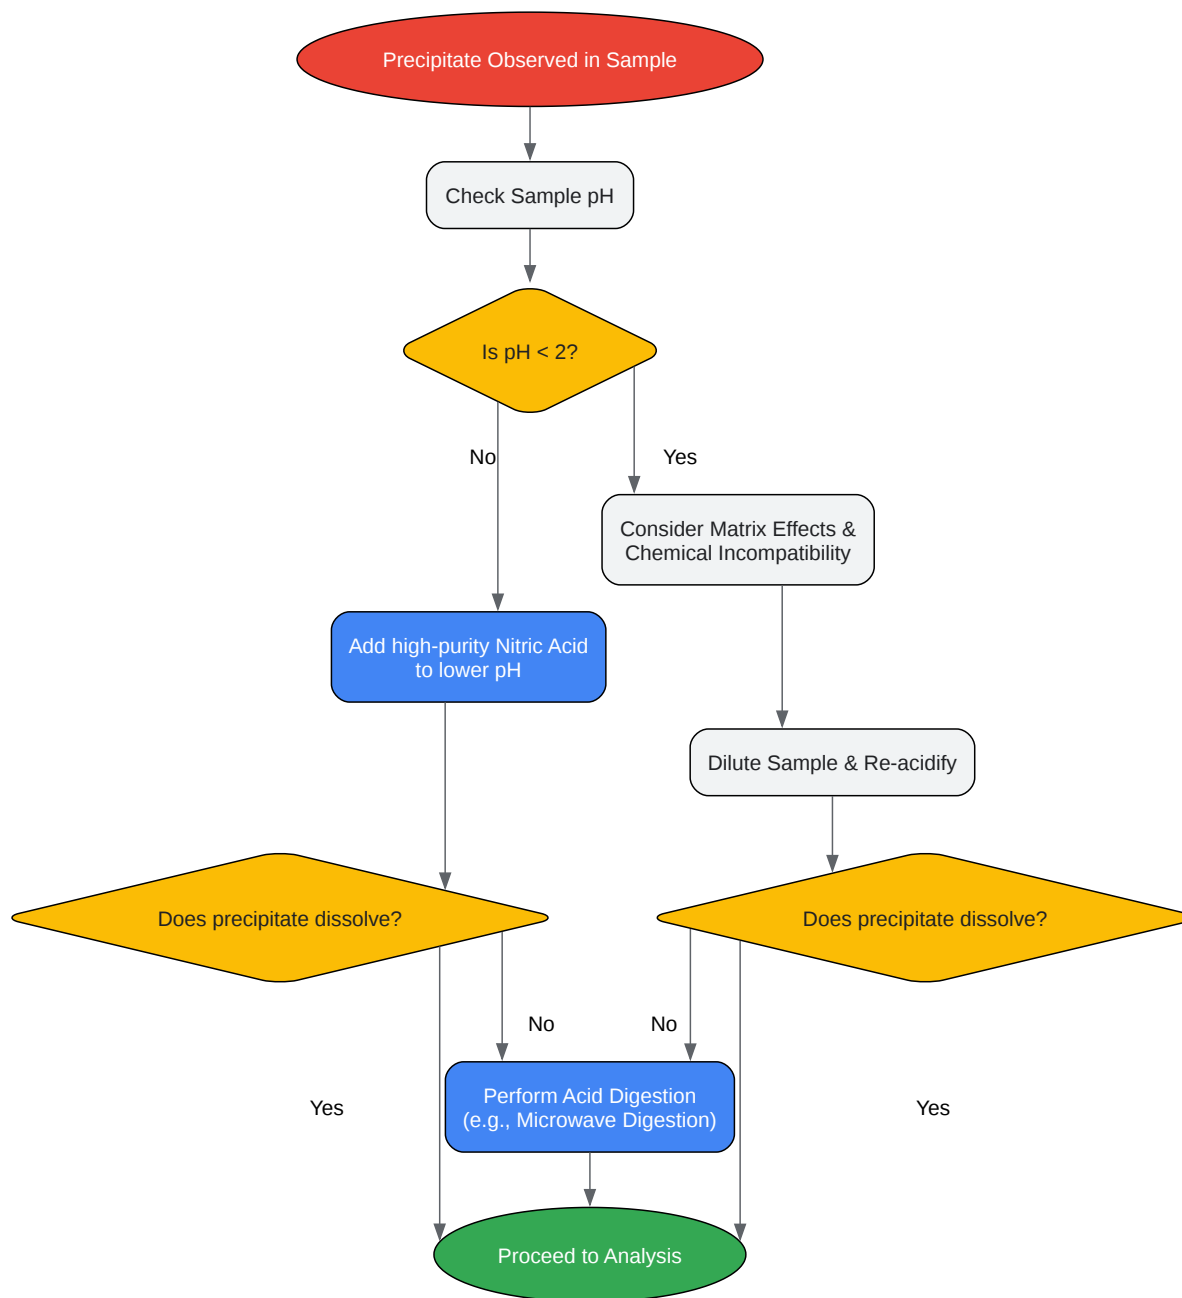 Precipitate Observed in Sample
Check Sample pH
Is pH < 2?
No
Yes
Consider Matrix Effects &
Chemical Incompatibility
Add high-purity Nitric Acid
to lower pH
Dilute Sample & Re-acidify
Does precipitate dissolve?
Does precipitate dissolve?
No
No
Perform Acid Digestion
(e.g., Microwave Digestion)
Yes
Yes
Proceed to Analysis